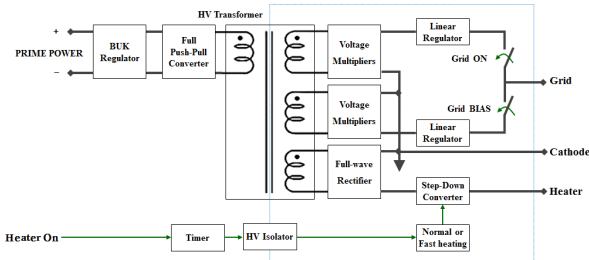 HV Transformer
+
PRIME POWER
–
BUK
Regulator
Full
Push-Pull
Converter
Voltage
Multipliers
Linear
Regulator
Grid ON
Grid
Voltage
Multipliers
Grid BIAS
Linear
Regulator
Cathode
Full-wave
Rectifier
Step-Down
Converter
Heater
Heater On
Timer
HV Isolator
Normal or
Fast heating